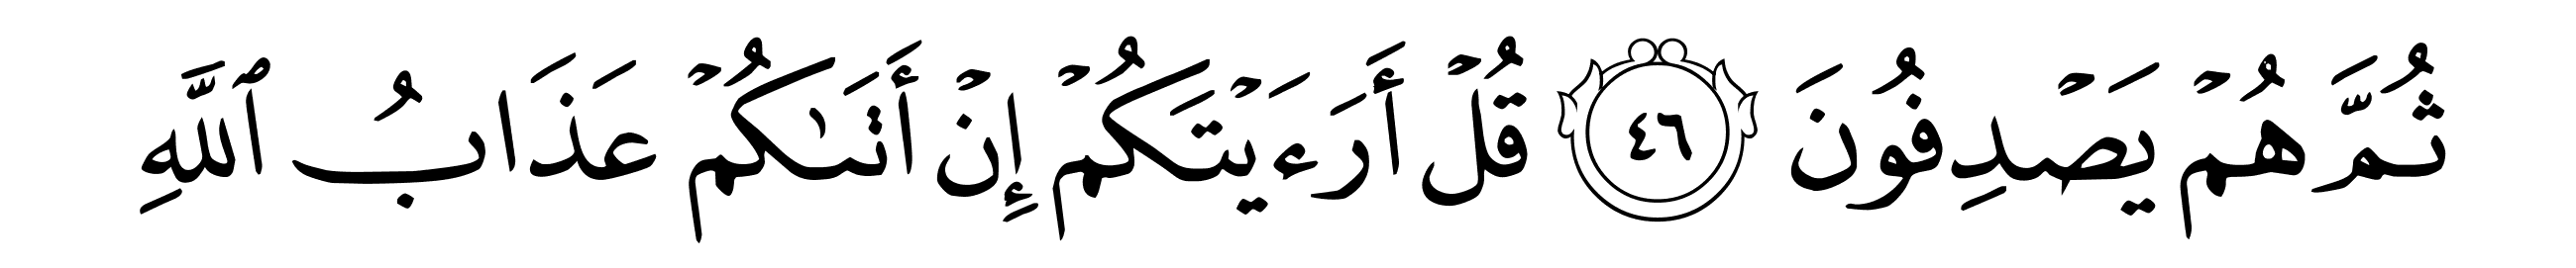 ثُمَّ هُمۡ يَصۡدِفُونَ ٤٦ قُلۡ أَرَءَيۡتَكُمۡ إِنۡ أَتَىٰكُمۡ عَذَابُ ٱللَّهِ